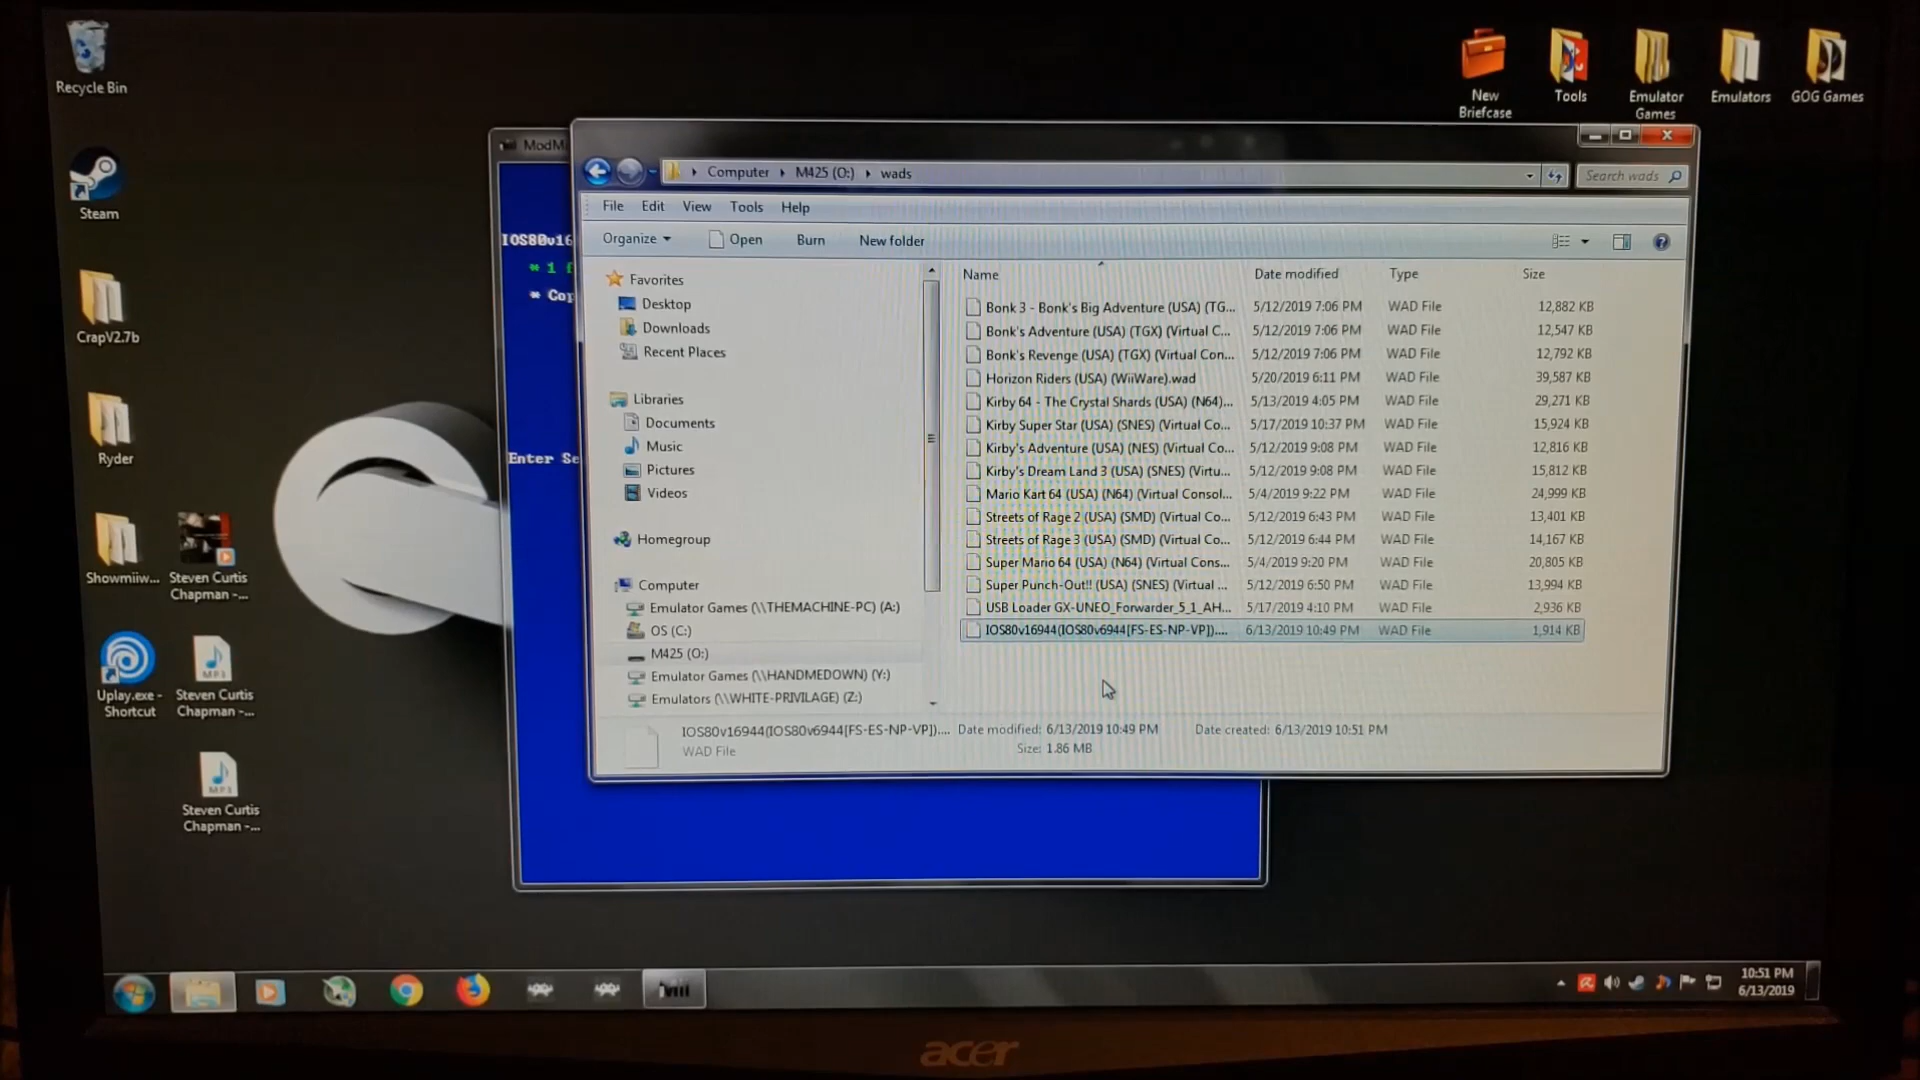 Recycle Bin
Steam
CrapV2.7b
Ryder
Showmiiw...
Steven Curtis
Chapman -...
Uplay.exe -
Shortcut
Steven Curtis
Chapman -...
Steven Curtis
Chapman -...
New
Briefcase
Tools
Emulator
Games
Emulators
GOG Games
ModMi
IOS80v16
* 1 f
* Cop
Enter Se
Computer
M425 (O:)
wads
Search wads
File
Edit
View
Tools
Help
Organize
Open
Burn
New folder
Favorites
Desktop
Downloads
Recent Places
Libraries
Documents
Music
Pictures
Videos
Homegroup
Computer
Emulator Games (\\THEMACHINE-PC) (A:)
OS (C:)
M425 (O:)
Emulator Games (\\HANDMEDOWN) (Y:)
Emulators (\\WHITE-PRIVILAGE) (Z:)
Name Date modified Type Size
Bonk 3 - Bonk's Big Adventure (USA) (TG... 5/12/2019 7:06 PM WAD File 12,882 KB
Bonk's Adventure (USA) (TGX) (Virtual C... 5/12/2019 7:06 PM WAD File 12,547 KB
Bonk's Revenge (USA) (TGX) (Virtual Con... 5/12/2019 7:06 PM WAD File 12,792 KB
Horizon Riders (USA) (WiiWare).wad 5/20/2019 6:11 PM WAD File 39,587 KB
Kirby 64 - The Crystal Shards (USA) (N64)... 5/13/2019 4:05 PM WAD File 29,271 KB
Kirby Super Star (USA) (SNES) (Virtual Co... 5/17/2019 10:37 PM WAD File 15,924 KB
Kirby's Adventure (USA) (NES) (Virtual Co... 5/12/2019 9:08 PM WAD File 12,816 KB
Kirby's Dream Land 3 (USA) (SNES) (Virtu... 5/12/2019 9:08 PM WAD File 15,812 KB
Mario Kart 64 (USA) (N64) (Virtual Consol... 5/4/2019 9:22 PM WAD File 24,999 KB
Streets of Rage 2 (USA) (SMD) (Virtual Co... 5/12/2019 6:43 PM WAD File 13,401 KB
Streets of Rage 3 (USA) (SMD) (Virtual Co... 5/12/2019 6:44 PM WAD File 14,167 KB
Super Mario 64 (USA) (N64) (Virtual Cons... 5/4/2019 9:20 PM WAD File 20,805 KB
Super Punch-Out!! (USA) (SNES) (Virtual ... 5/12/2019 6:50 PM WAD File 13,994 KB
USB Loader GX-UNEO_Forwarder_5_1_AH... 5/17/2019 4:10 PM WAD File 2,936 KB
IOS80v16944(IOS80v6944[FS-ES-NP-VP]).... 6/13/2019 10:49 PM WAD File 1,914 KB
IOS80v16944(IOS80v6944[FS-ES-NP-VP]).... Date modified: 6/13/2019 10:49 PM Date created: 6/13/2019 10:51 PM
WAD File Size: 1.86 MB
10:51 PM
6/13/2019
acer